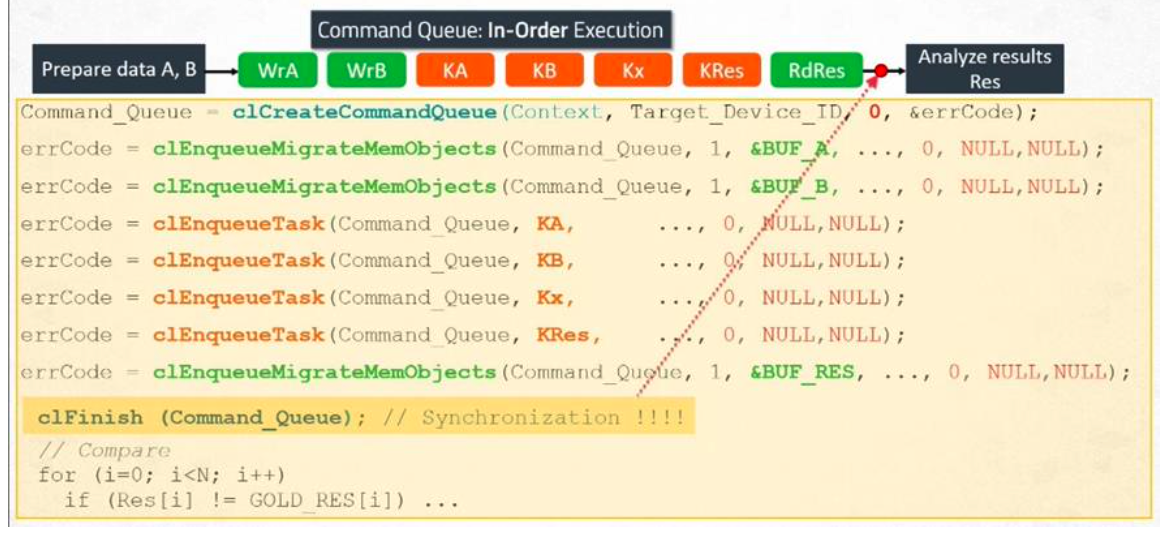 Command Queue: In-Order Execution
Prepare data A, B WrA WrB KA KB Kx KRes RdRes Analyze results
Res
Command_Queue = clCreateCommandQueue(Context, Target_Device_ID, 0, &errCode);
errCode = clEnqueueMigrateMemObjects(Command_Queue, 1, &BUF_A, ..., 0, NULL,NULL);
errCode = clEnqueueMigrateMemObjects(Command_Queue, 1, &BUF_B, ..., 0, NULL,NULL);
errCode = clEnqueueTask(Command_Queue, KA, ..., 0, NULL,NULL);
errCode = clEnqueueTask(Command_Queue, KB, ..., 0, NULL,NULL);
errCode = clEnqueueTask(Command_Queue, Kx, ..., 0, NULL,NULL);
errCode = clEnqueueTask(Command_Queue, KRes, ..., 0, NULL,NULL);
errCode = clEnqueueMigrateMemObjects(Command_Queue, 1, &BUF_RES, ..., 0, NULL,NULL);
clFinish (Command_Queue); // Synchronization !!!!
// Compare
for (i=0; i<N; i++)
if (Res[i] != GOLD_RES[i]) ...